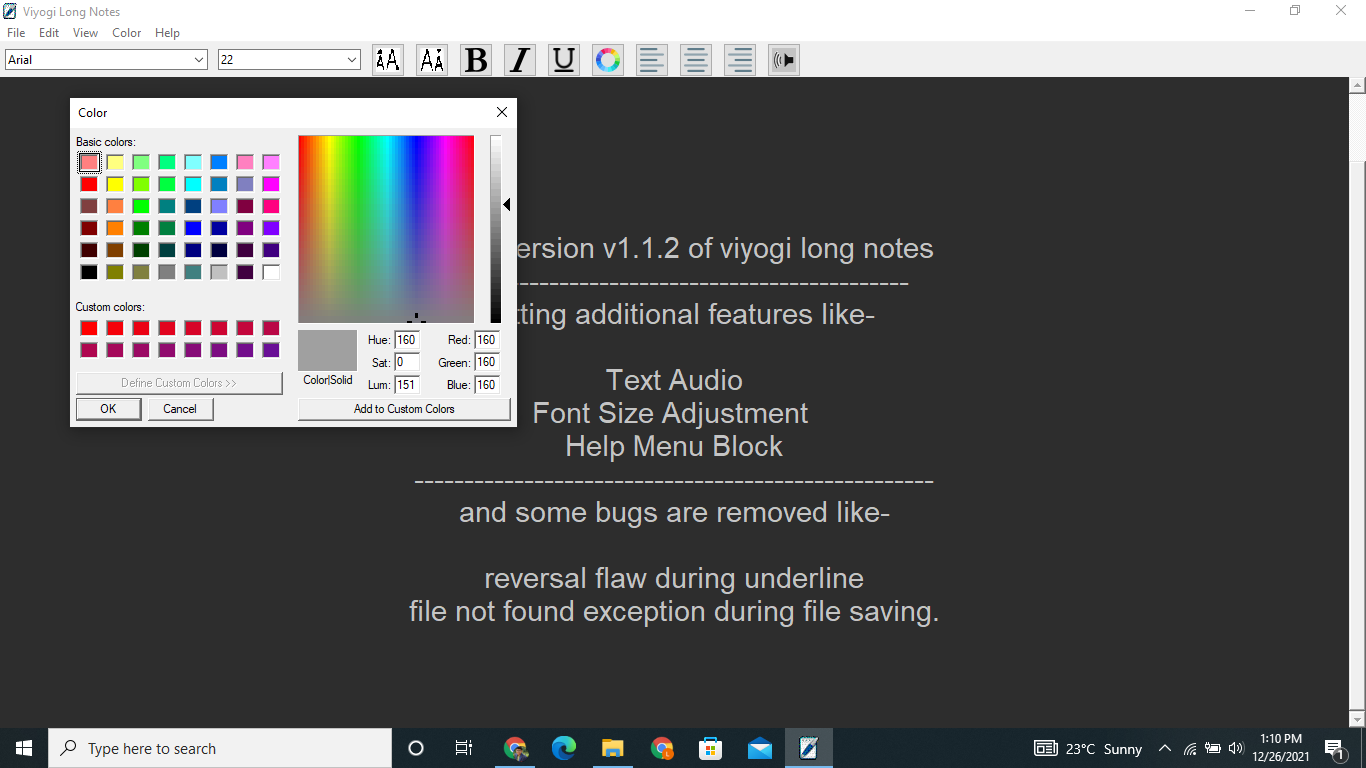 Viyogi Long Notes
File Edit View Color Help
Arial 22 AA AA B I U
Color
Basic colors:
Custom colors:
Define Custom Colors >>
OK Cancel
Hue: 160 Red: 160
Sat: 0 Green: 160
Color|Solid
Lum: 151 Blue: 160
Add to Custom Colors
ersion v1.1.2 of viyogi long notes
---------------------------------------
ting additional features like-
Text Audio
Font Size Adjustment
Help Menu Block
----------------------------------------------------
and some bugs are removed like-
reversal flaw during underline
file not found exception during file saving.
Type here to search
23°C Sunny
1:10 PM
12/26/2021
1